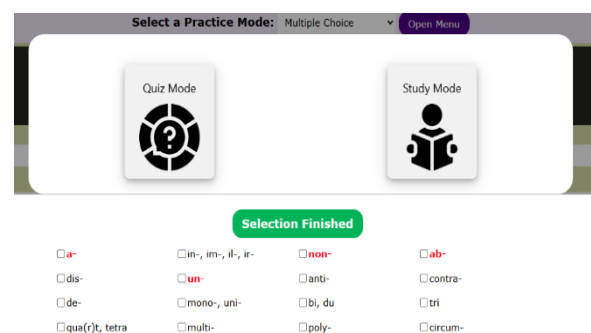 Select a Practice Mode: Multiple Choice Open Menu
Quiz Mode Study Mode
Selection Finished
a- in-, im-, il-, ir- non- ab-
dis- un- anti- contra-
de- mono-, uni- bi, du tri
qua(r)t, tetra multi- poly- circum-